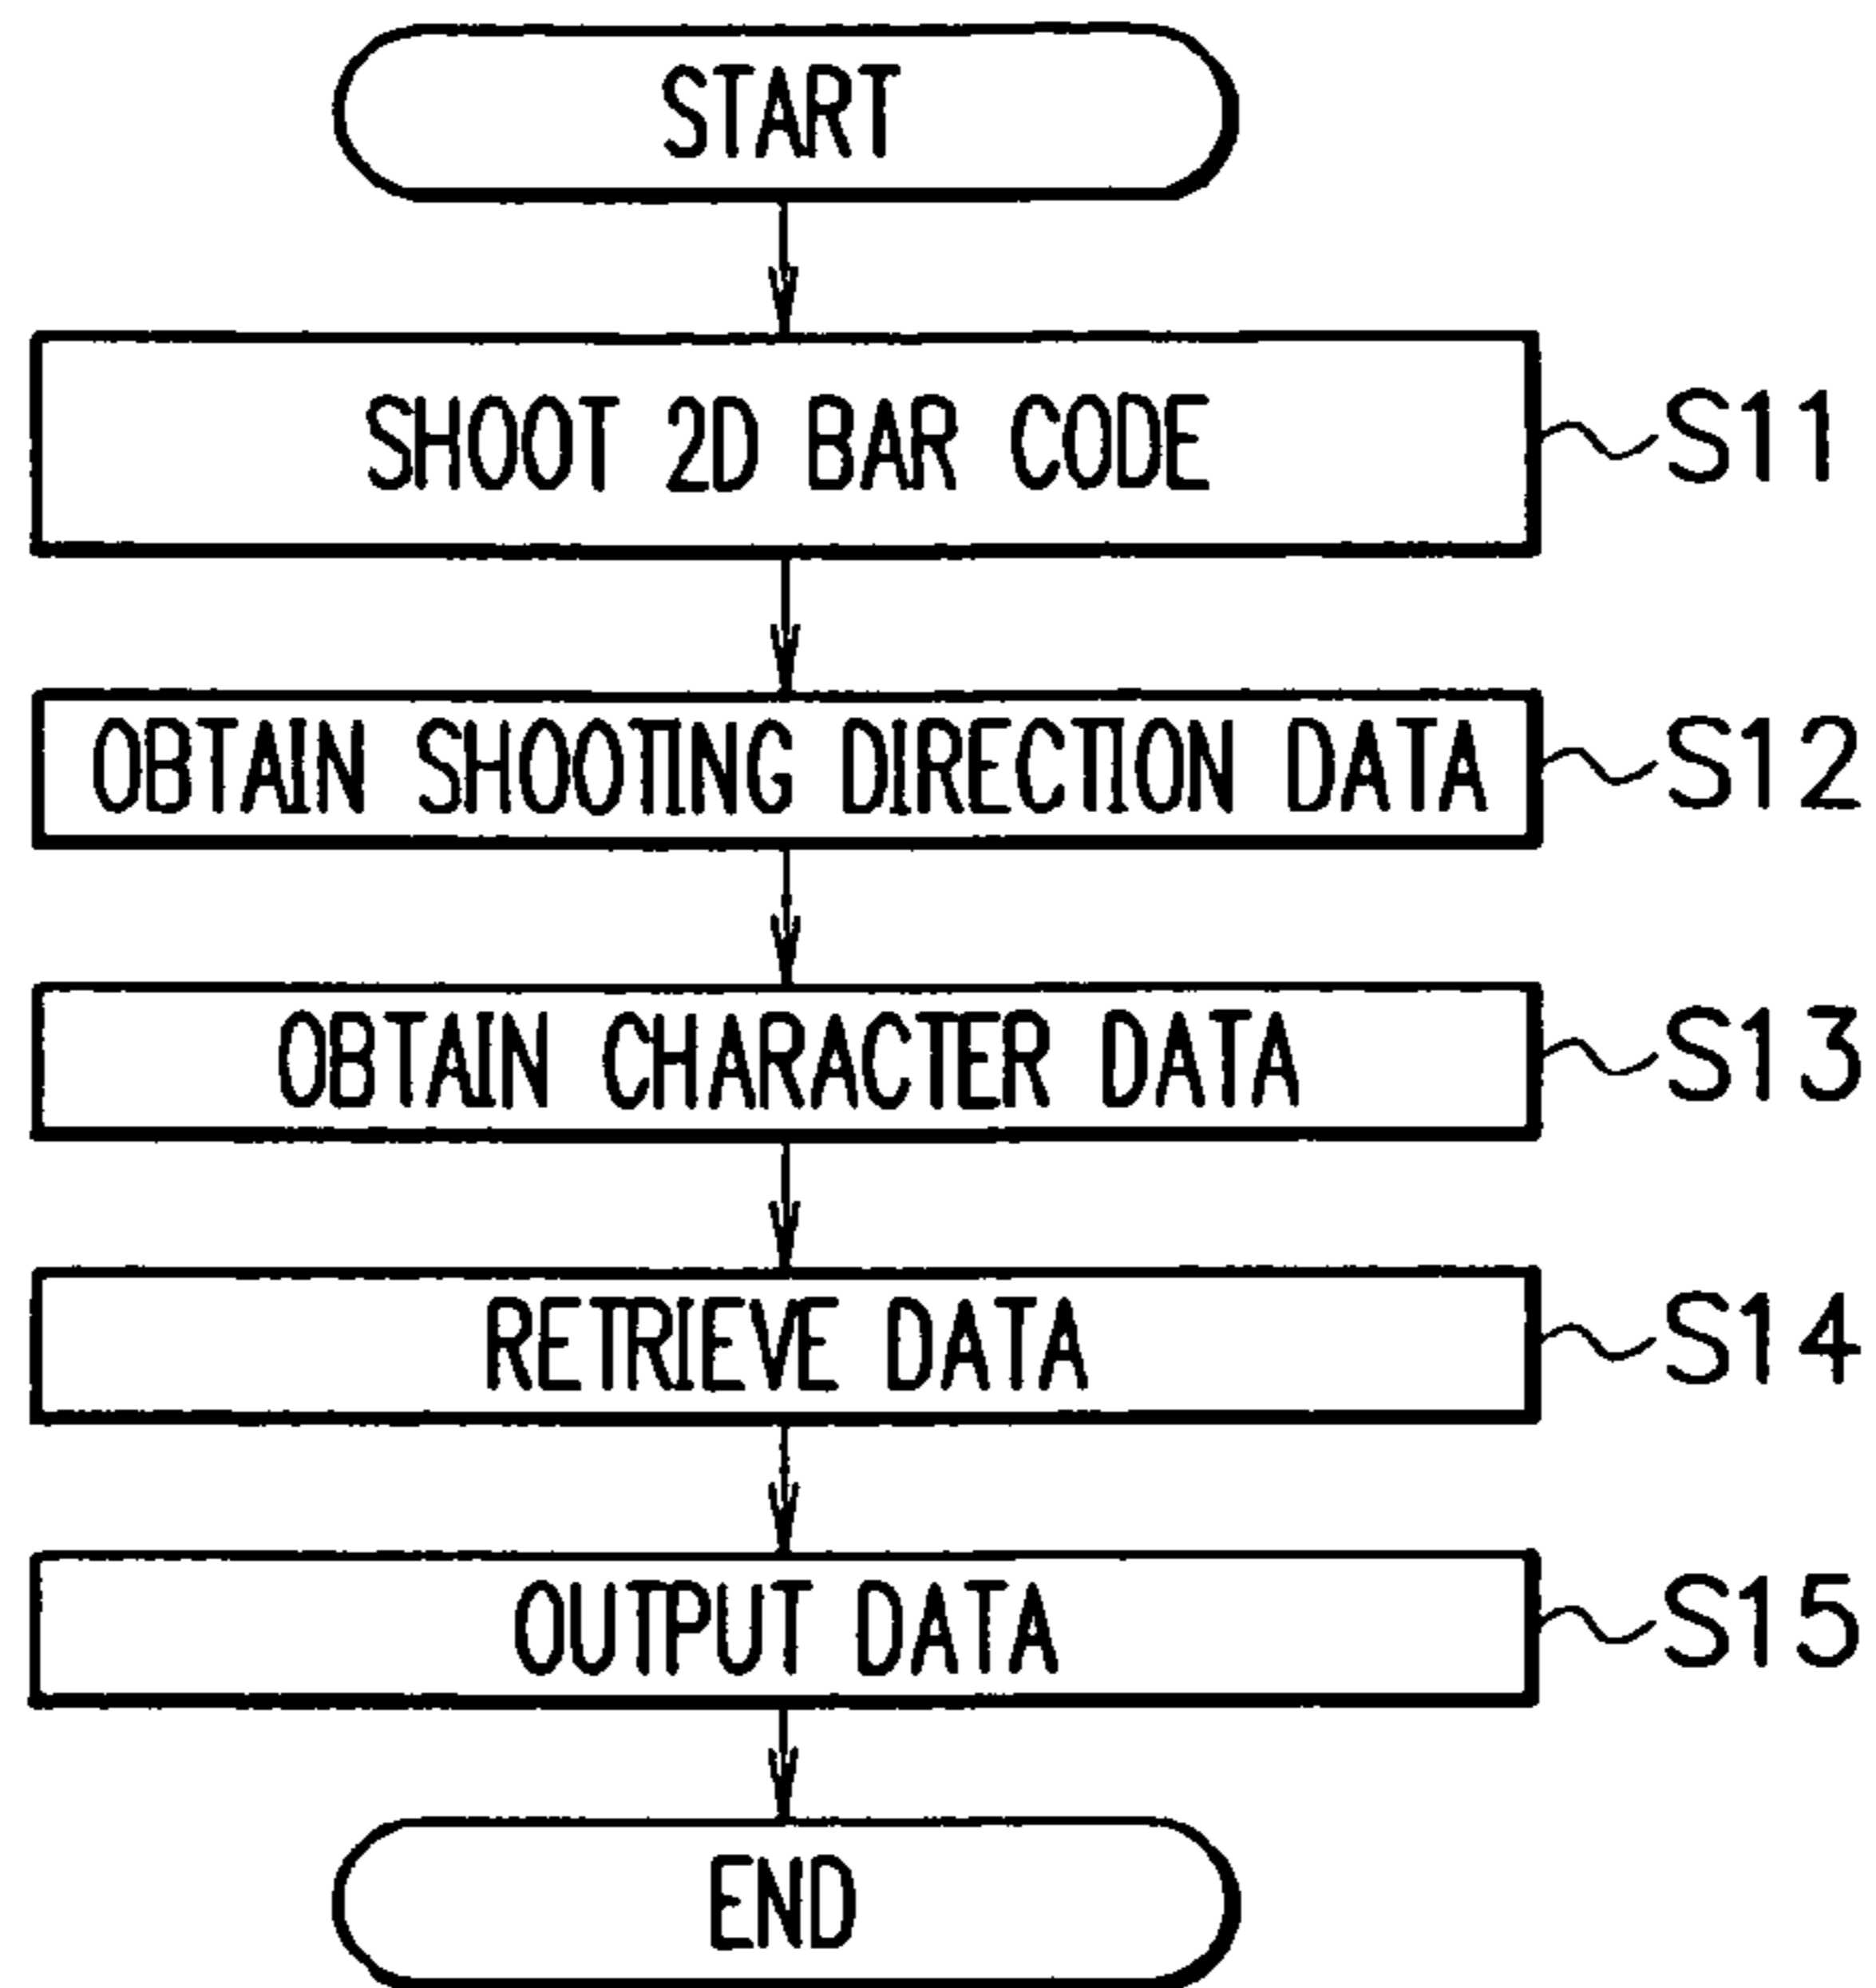 START
SHOOT 2D BAR CODE S11
OBTAIN SHOOTING DIRECTION DATA S12
OBTAIN CHARACTER DATA S13
RETRIEVE DATA S14
OUTPUT DATA S15
END